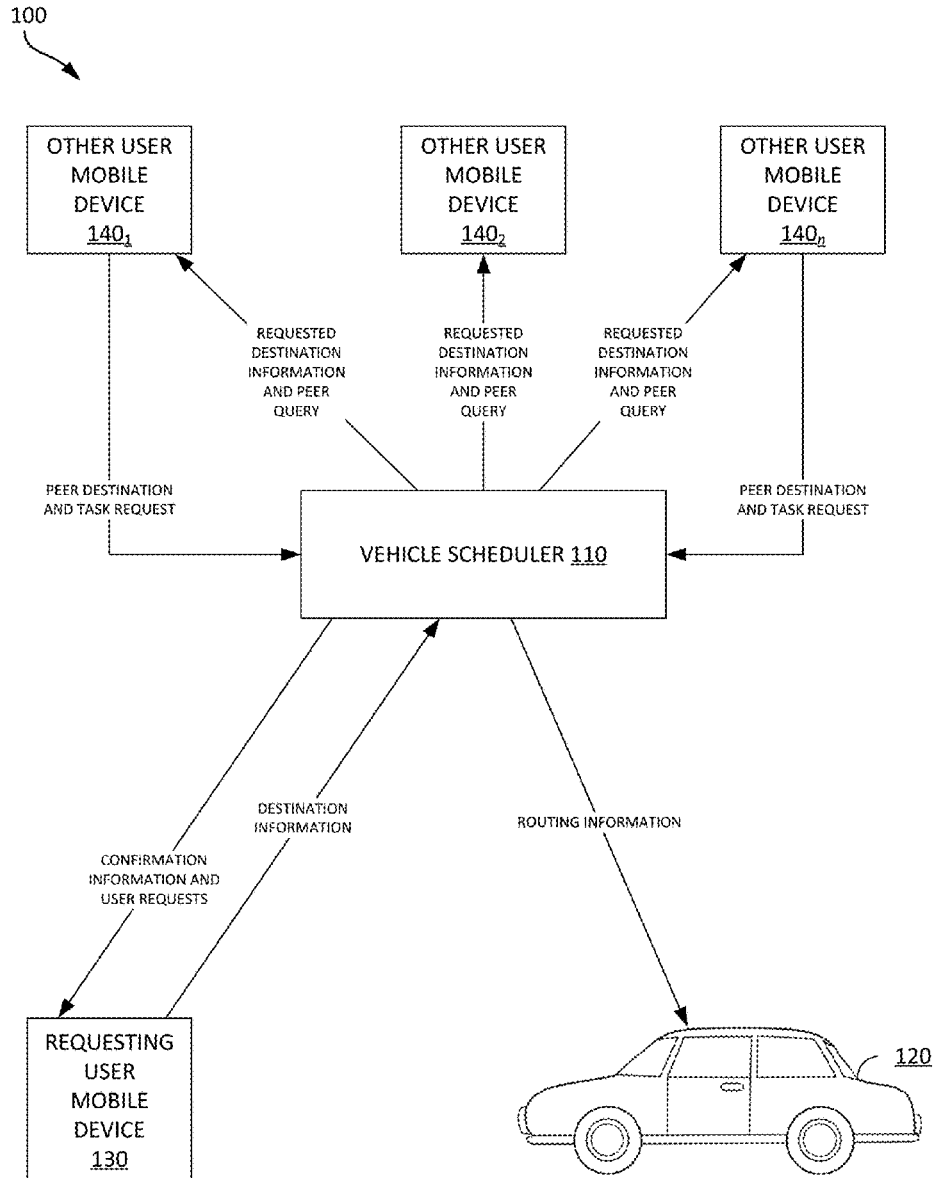 100
OTHER USER
MOBILE
DEVICE
140₁
OTHER USER
MOBILE
DEVICE
140₂
OTHER USER
MOBILE
DEVICE
140ₙ
REQUESTED
DESTINATION
INFORMATION
AND PEER
QUERY
REQUESTED
DESTINATION
INFORMATION
AND PEER
QUERY
REQUESTED
DESTINATION
INFORMATION
AND PEER
QUERY
PEER DESTINATION
AND TASK REQUEST
PEER DESTINATION
AND TASK REQUEST
VEHICLE SCHEDULER 110
DESTINATION
INFORMATION
ROUTING INFORMATION
CONFIRMATION
INFORMATION AND
USER REQUESTS
REQUESTING
USER
MOBILE
DEVICE
130
120